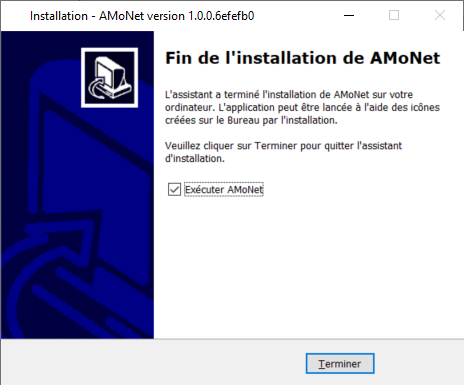 Installation - AMoNet version 1.0.0.6efefb0
Fin de l'installation de AMoNet
L'assistant a terminé l'installation de AMoNet sur votre
ordinateur. L'application peut être lancée à l'aide des icônes
créées sur le Bureau par l'installation.
Veuillez cliquer sur Terminer pour quitter l'assistant
d'installation.
Exécuter AMoNet
Terminer